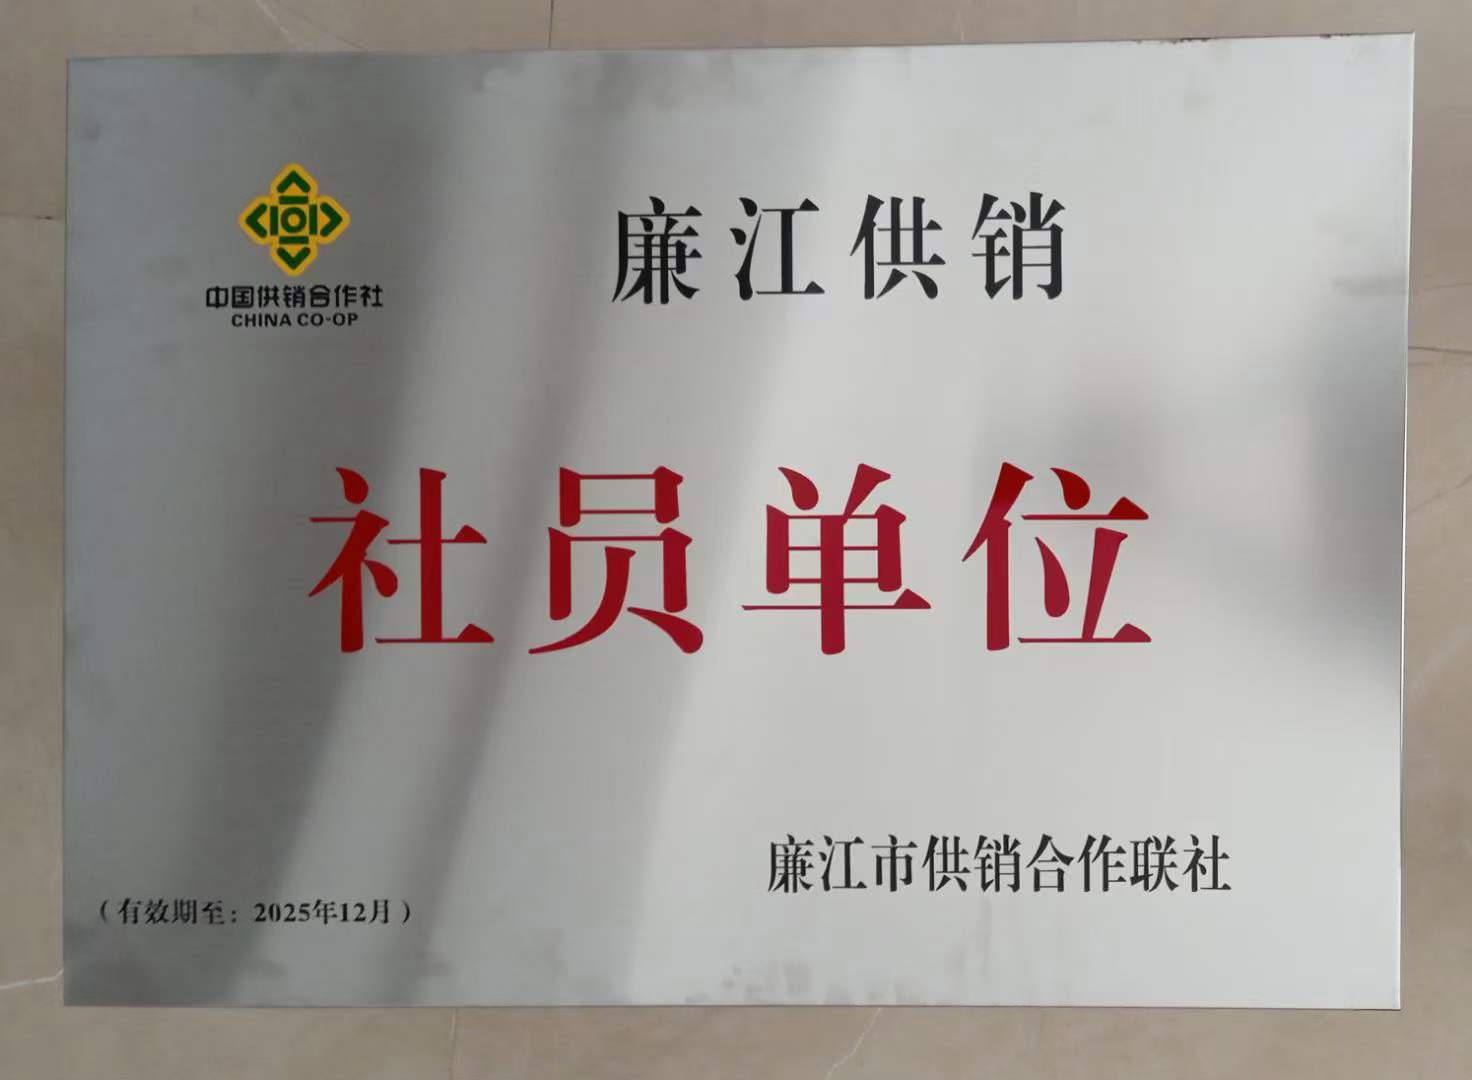 中国供销合作社
CHINA CO-OP
廉江供销
社员单位
廉江市供销合作联社
（有效期至：2025年12月）